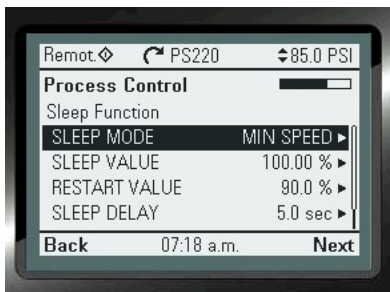 Remot. PS220 85.0 PSI
Process Control
Sleep Function
SLEEP MODE MIN SPEED
SLEEP VALUE 100.00 %
RESTART VALUE 90.0 %
SLEEP DELAY 5.0 sec
Back 07:18 a.m. Next